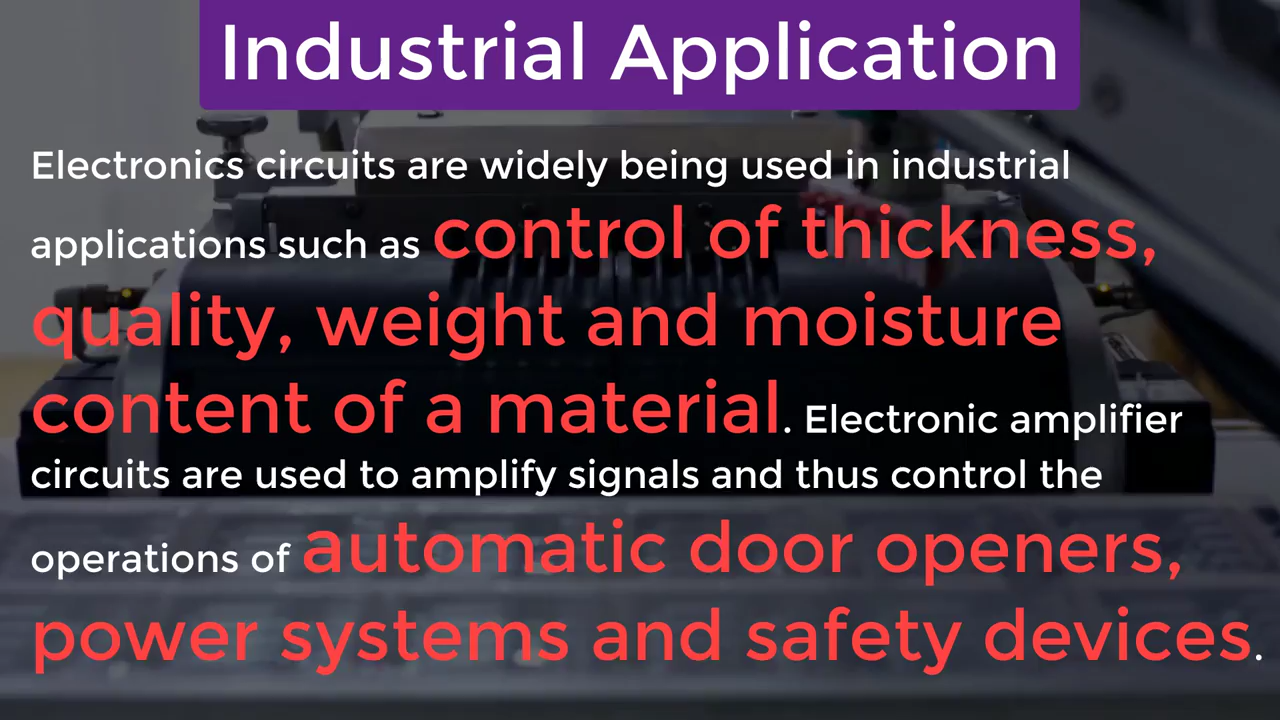 Industrial Application
Electronics circuits are widely being used in industrial
applications such as control of thickness,
quality, weight and moisture
content of a material. Electronic amplifier
circuits are used to amplify signals and thus control the
operations of automatic door openers,
power systems and safety devices.